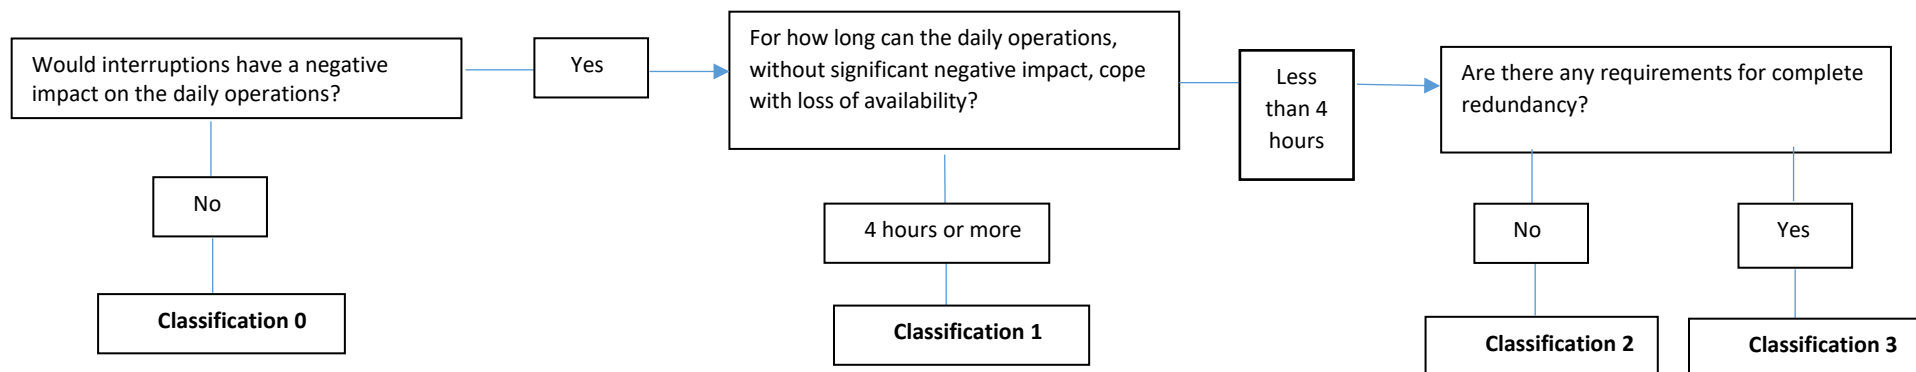 Would interruptions have a negative
impact on the daily operations?
Yes
For how long can the daily operations,
without significant negative impact, cope
with loss of availability?
Less
than 4
hours
Are there any requirements for complete
redundancy?
No
4 hours or more
No
Yes
Classification 0
Classification 1
Classification 2
Classification 3